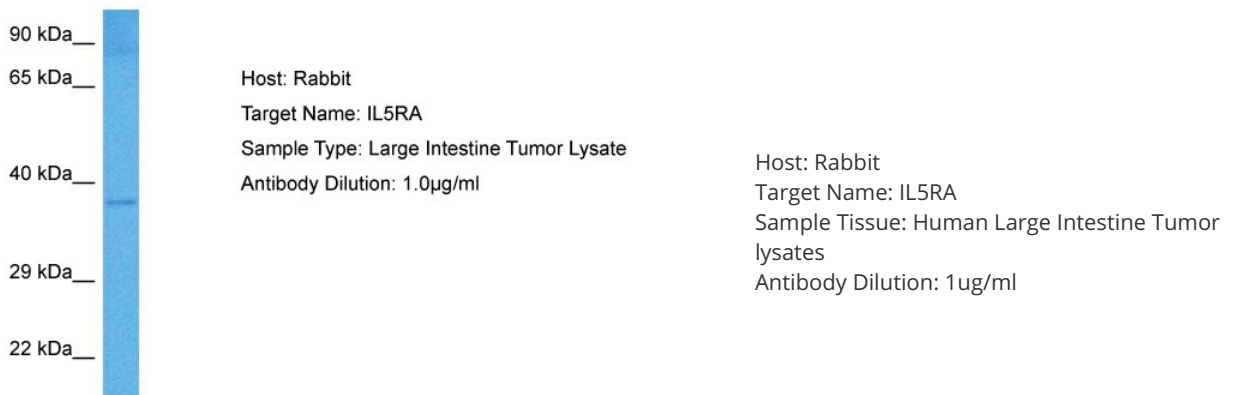 90 kDa__
65 kDa__
40 kDa__
29 kDa__
22 kDa__
Host: Rabbit
Target Name: IL5RA
Sample Type: Large Intestine Tumor Lysate
Antibody Dilution: 1.0µg/ml
Host: Rabbit
Target Name: IL5RA
Sample Tissue: Human Large Intestine Tumor
lysates
Antibody Dilution: 1ug/ml